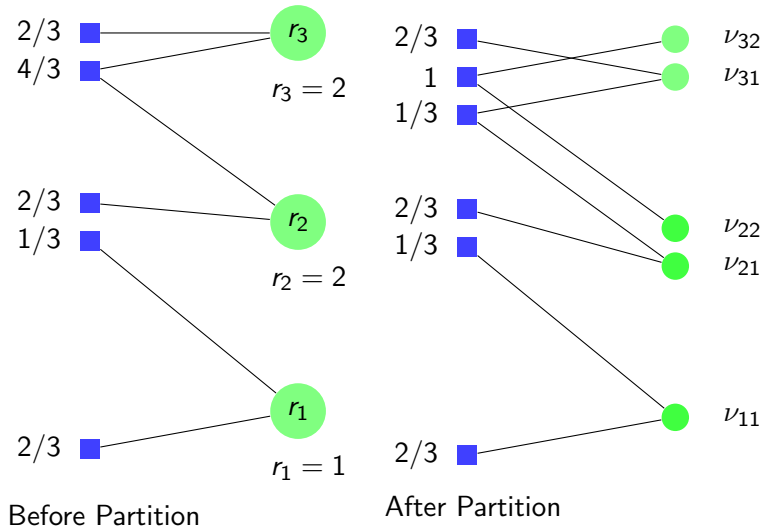 2/3
4/3
r₃
r₃ = 2
2/3
1/3
r₂
r₂ = 2
r₁
2/3
r₁ = 1
Before Partition
2/3
1
1/3
ν₃₂
ν₃₁
2/3
1/3
ν₂₂
ν₂₁
ν₁₁
2/3
After Partition